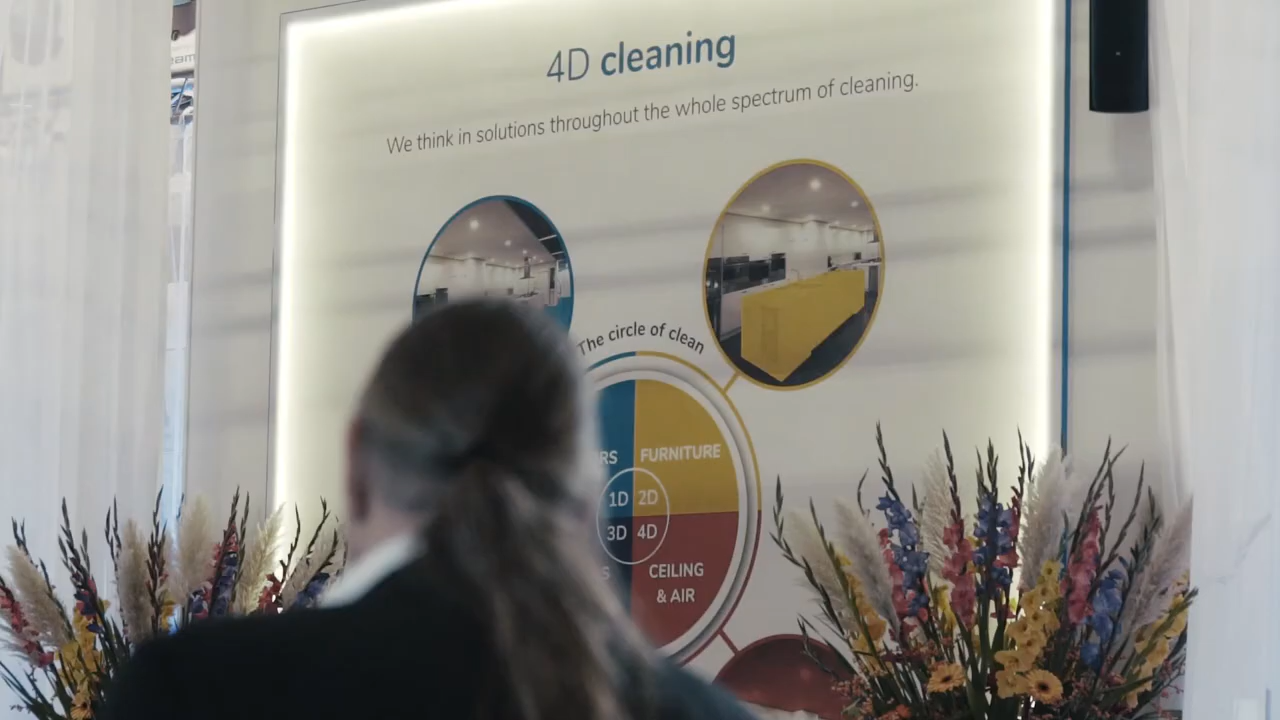 4D cleaning
We think in solutions throughout the whole spectrum of cleaning.
The circle of clean
FURNITURE
1D 2D
3D 4D
CEILING
& AIR